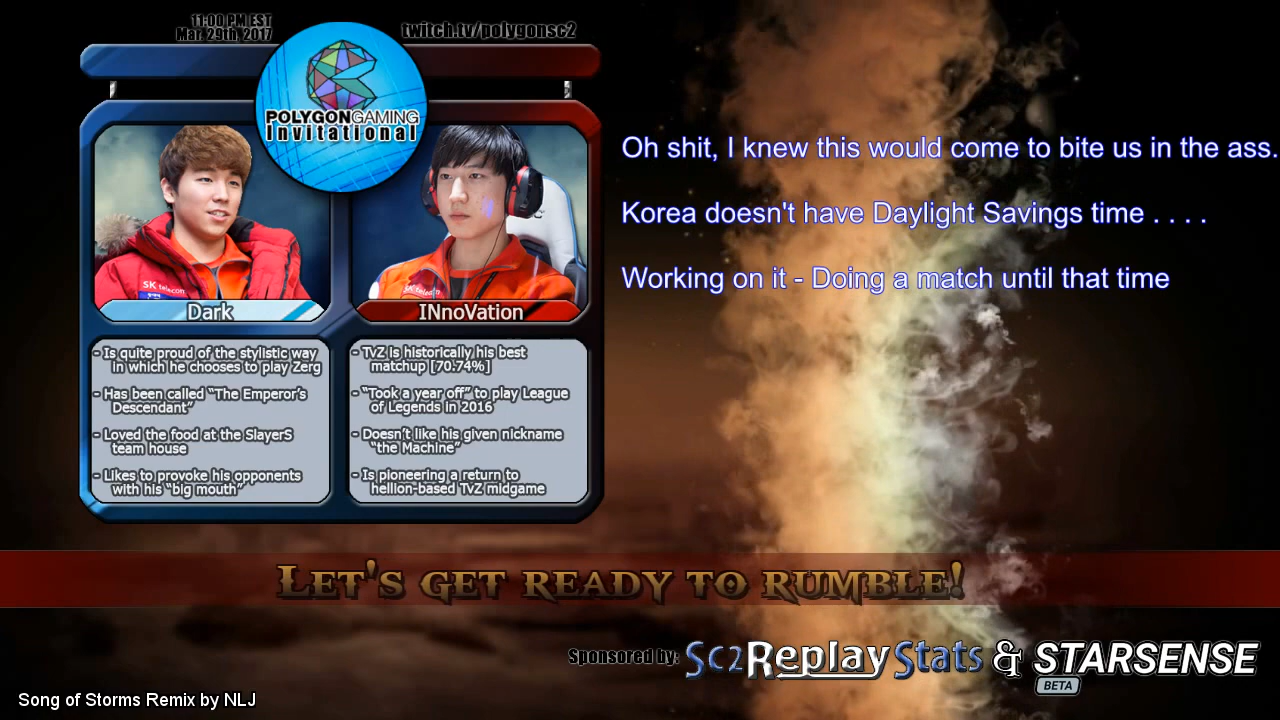 11:00 PM EST
Mar. 29th, 2017
twitch.tv/polygonsc2
POLYGONGAMING
Invitational
SK telecom
SK telecom
Dark
INnoVation
- Is quite proud of the stylistic way
in which he chooses to play Zerg
- Has been called “The Emperor’s
Descendant”
- Loved the food at the SlayerS
team house
- Likes to provoke his opponents
with his “big mouth”
- TvZ is historically his best
matchup [70.74%]
- “Took a year off” to play League
of Legends in 2016
- Doesn’t like his given nickname
“the Machine”
- Is pioneering a return to
hellion-based TvZ midgame
Oh shit, I knew this would come to bite us in the ass.
Korea doesn't have Daylight Savings time . . . .
Working on it - Doing a match until that time
LET'S GET READY TO RUMBLE!
Sponsored by: Sc2ReplayStats & STARSENSE
BETA
Song of Storms Remix by NLJ